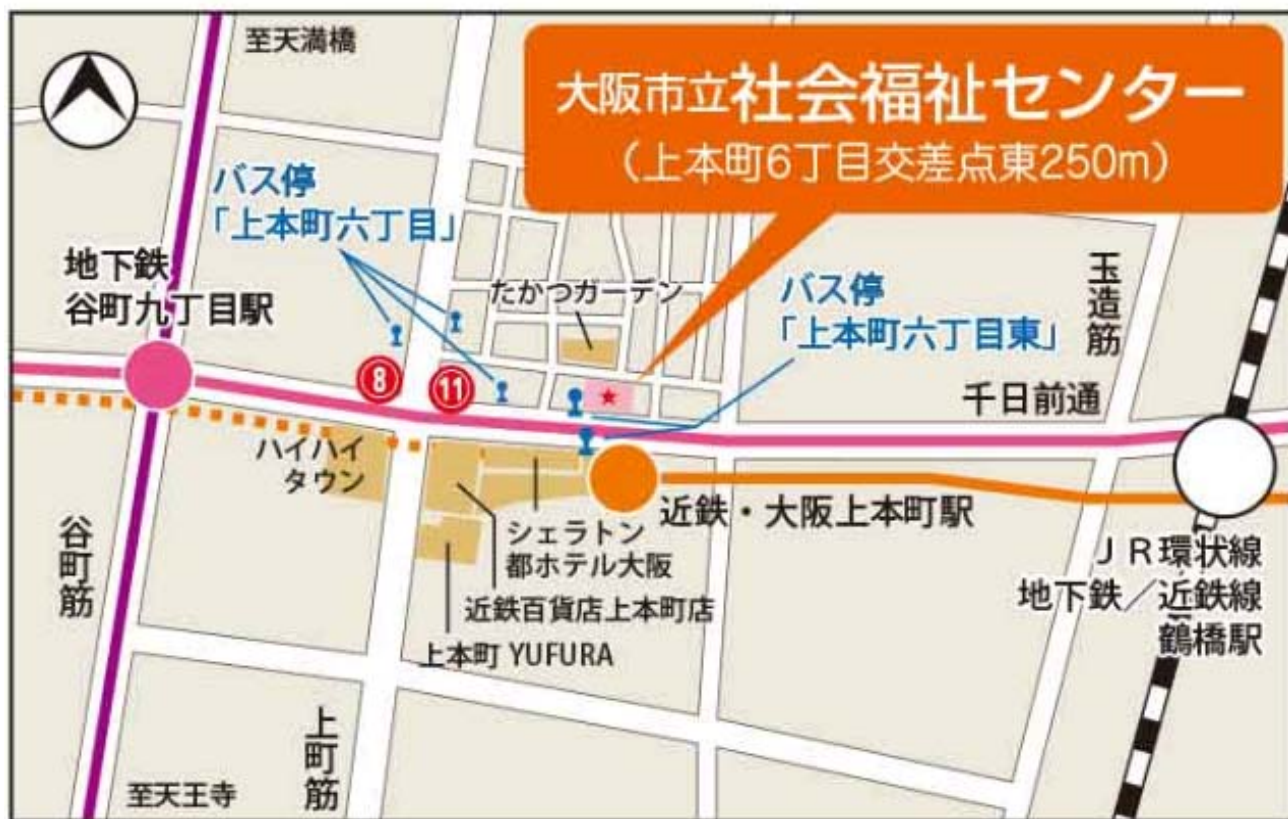 至天満橋
大阪市立社会福祉センター
（上本町6丁目交差点東250m）
バス停
「上本町六丁目」
地下鉄
谷町九丁目駅
たかつガーデン
バス停
「上本町六丁目東」
玉造筋
8
11
千日前通
ハイハイ
タウン
近鉄・大阪上本町駅
シェラトン
都ホテル大阪
近鉄百貨店上本町店
上本町 YUFURA
ＪＲ環状線
地下鉄／近鉄線
鶴橋駅
谷町筋
上町筋
至天王寺